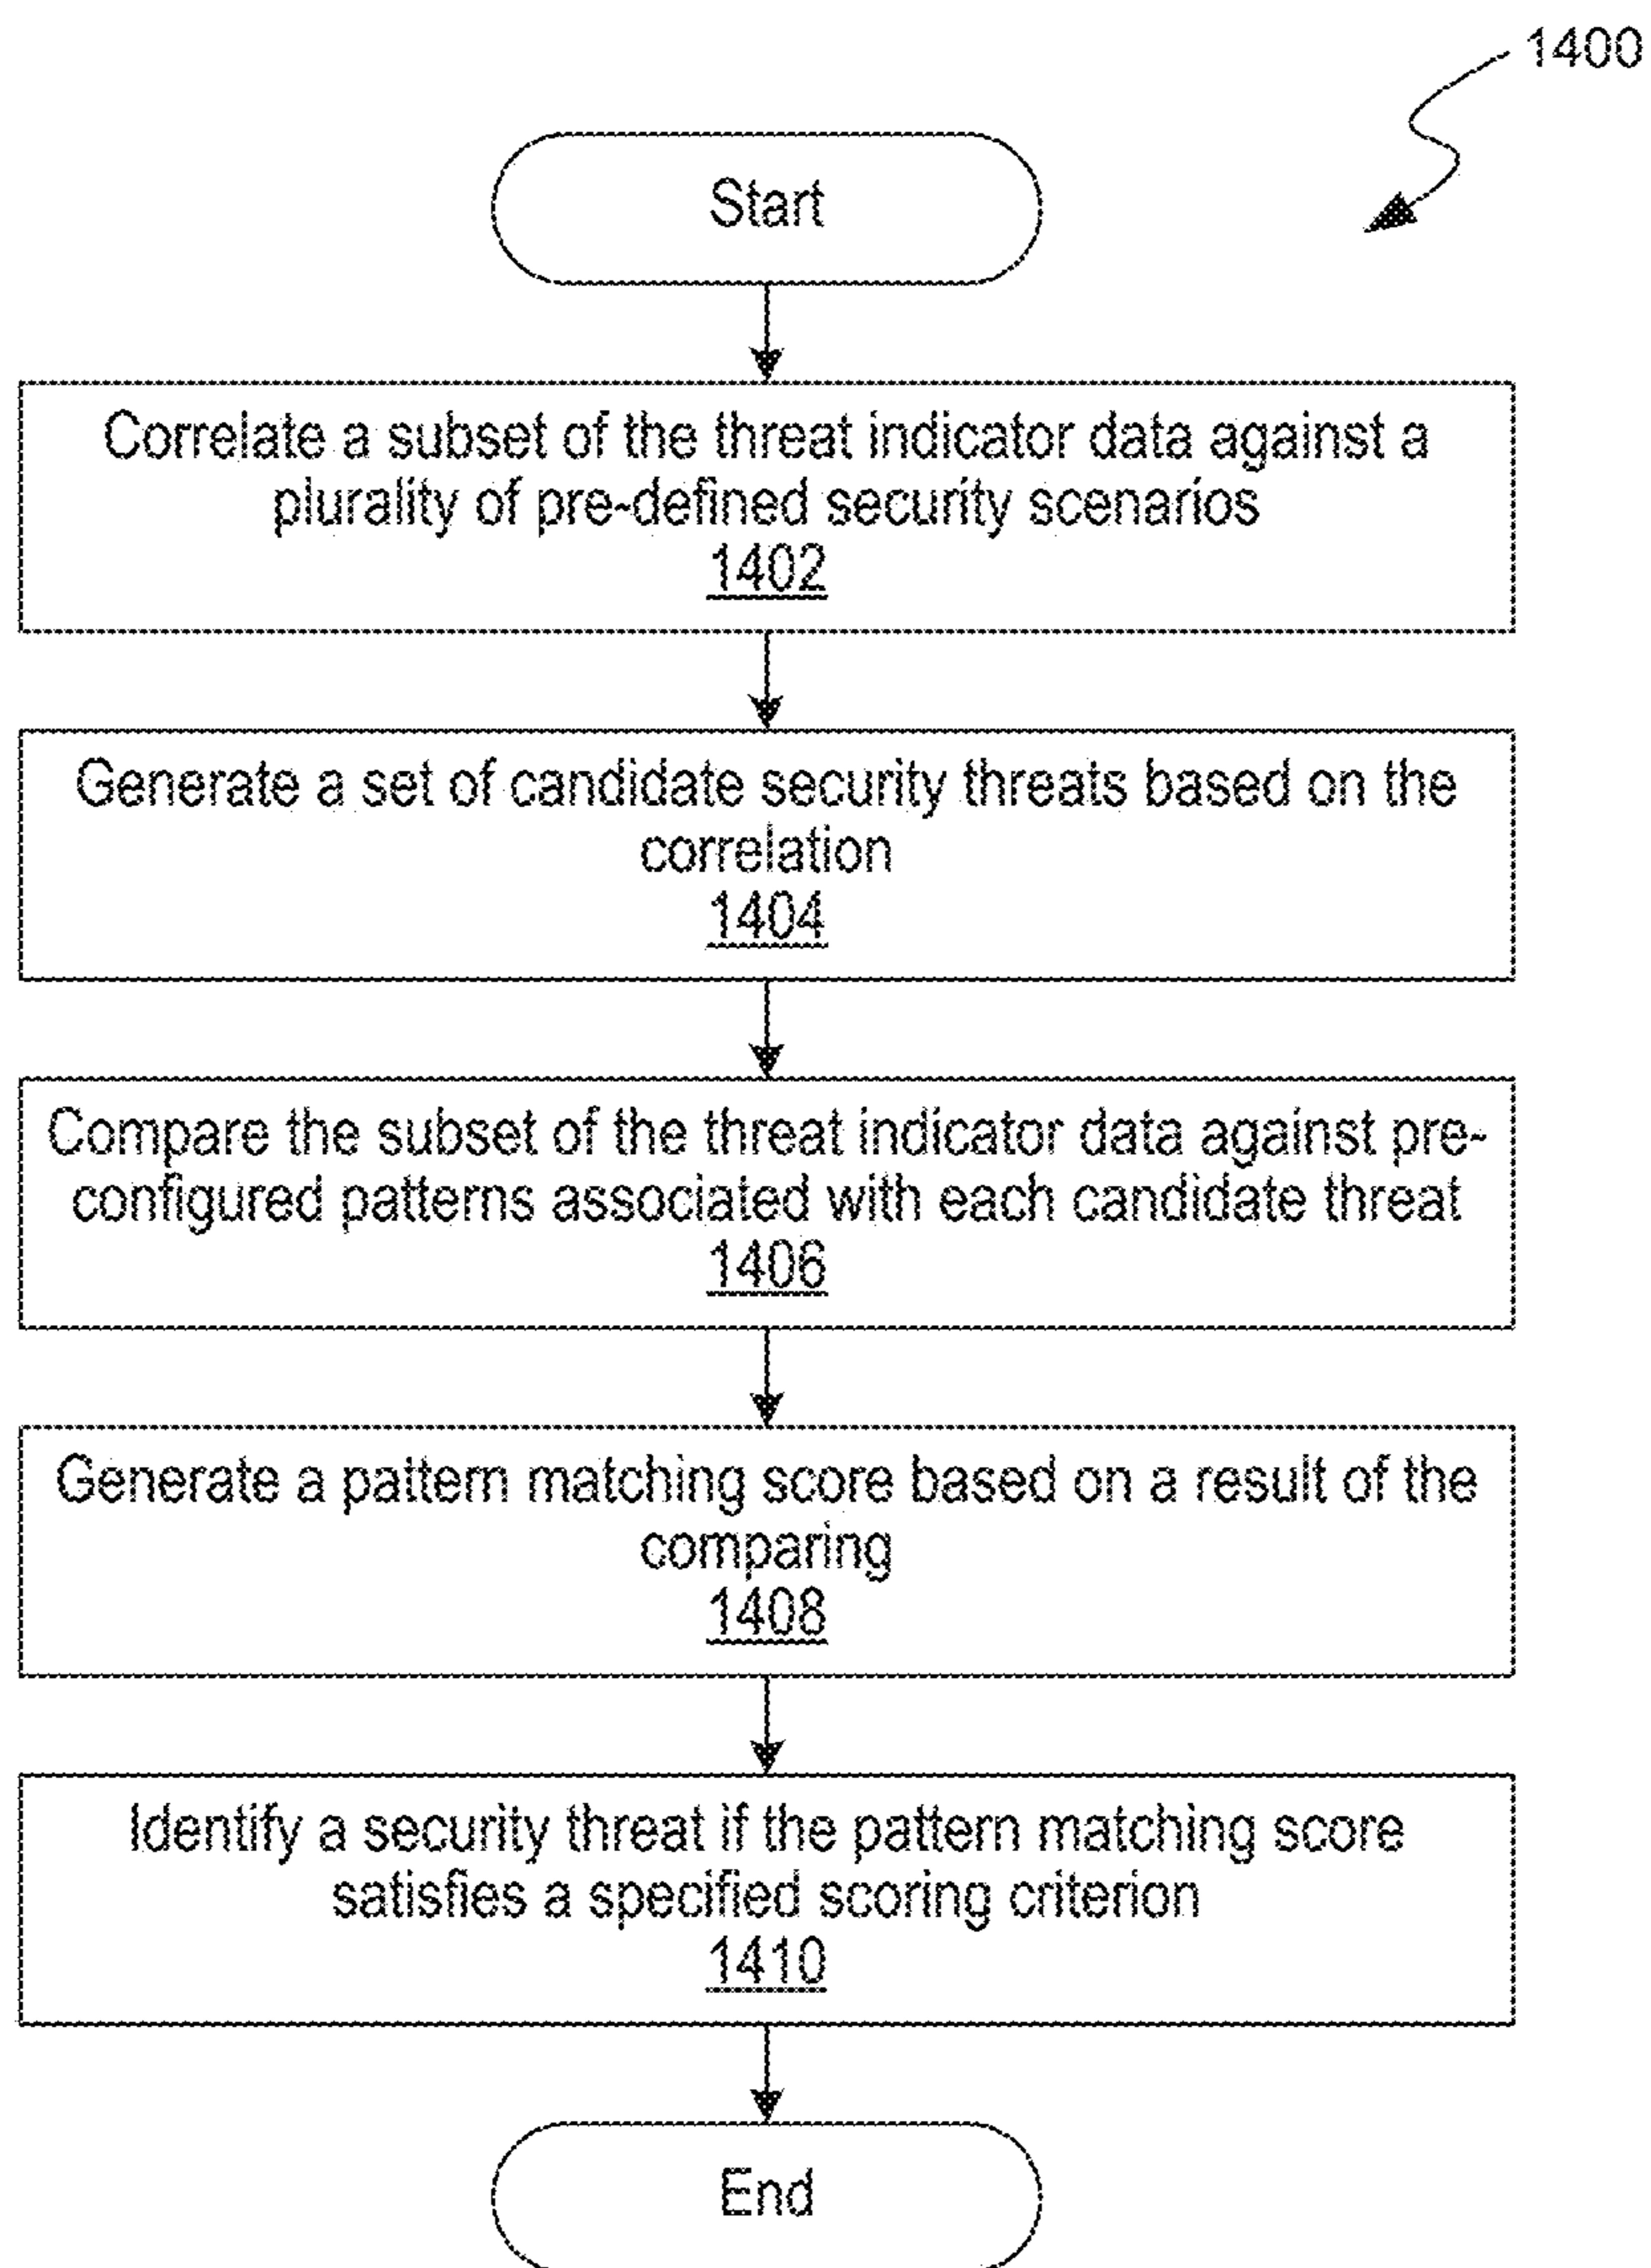 1400
Start
Correlate a subset of the threat indicator data against a
plurality of pre-defined security scenarios
1402
Generate a set of candidate security threats based on the
correlation
1404
Compare the subset of the threat indicator data against pre-
configured patterns associated with each candidate threat
1406
Generate a pattern matching score based on a result of the
comparing
1408
Identify a security threat if the pattern matching score
satisfies a specified scoring criterion
1410
End